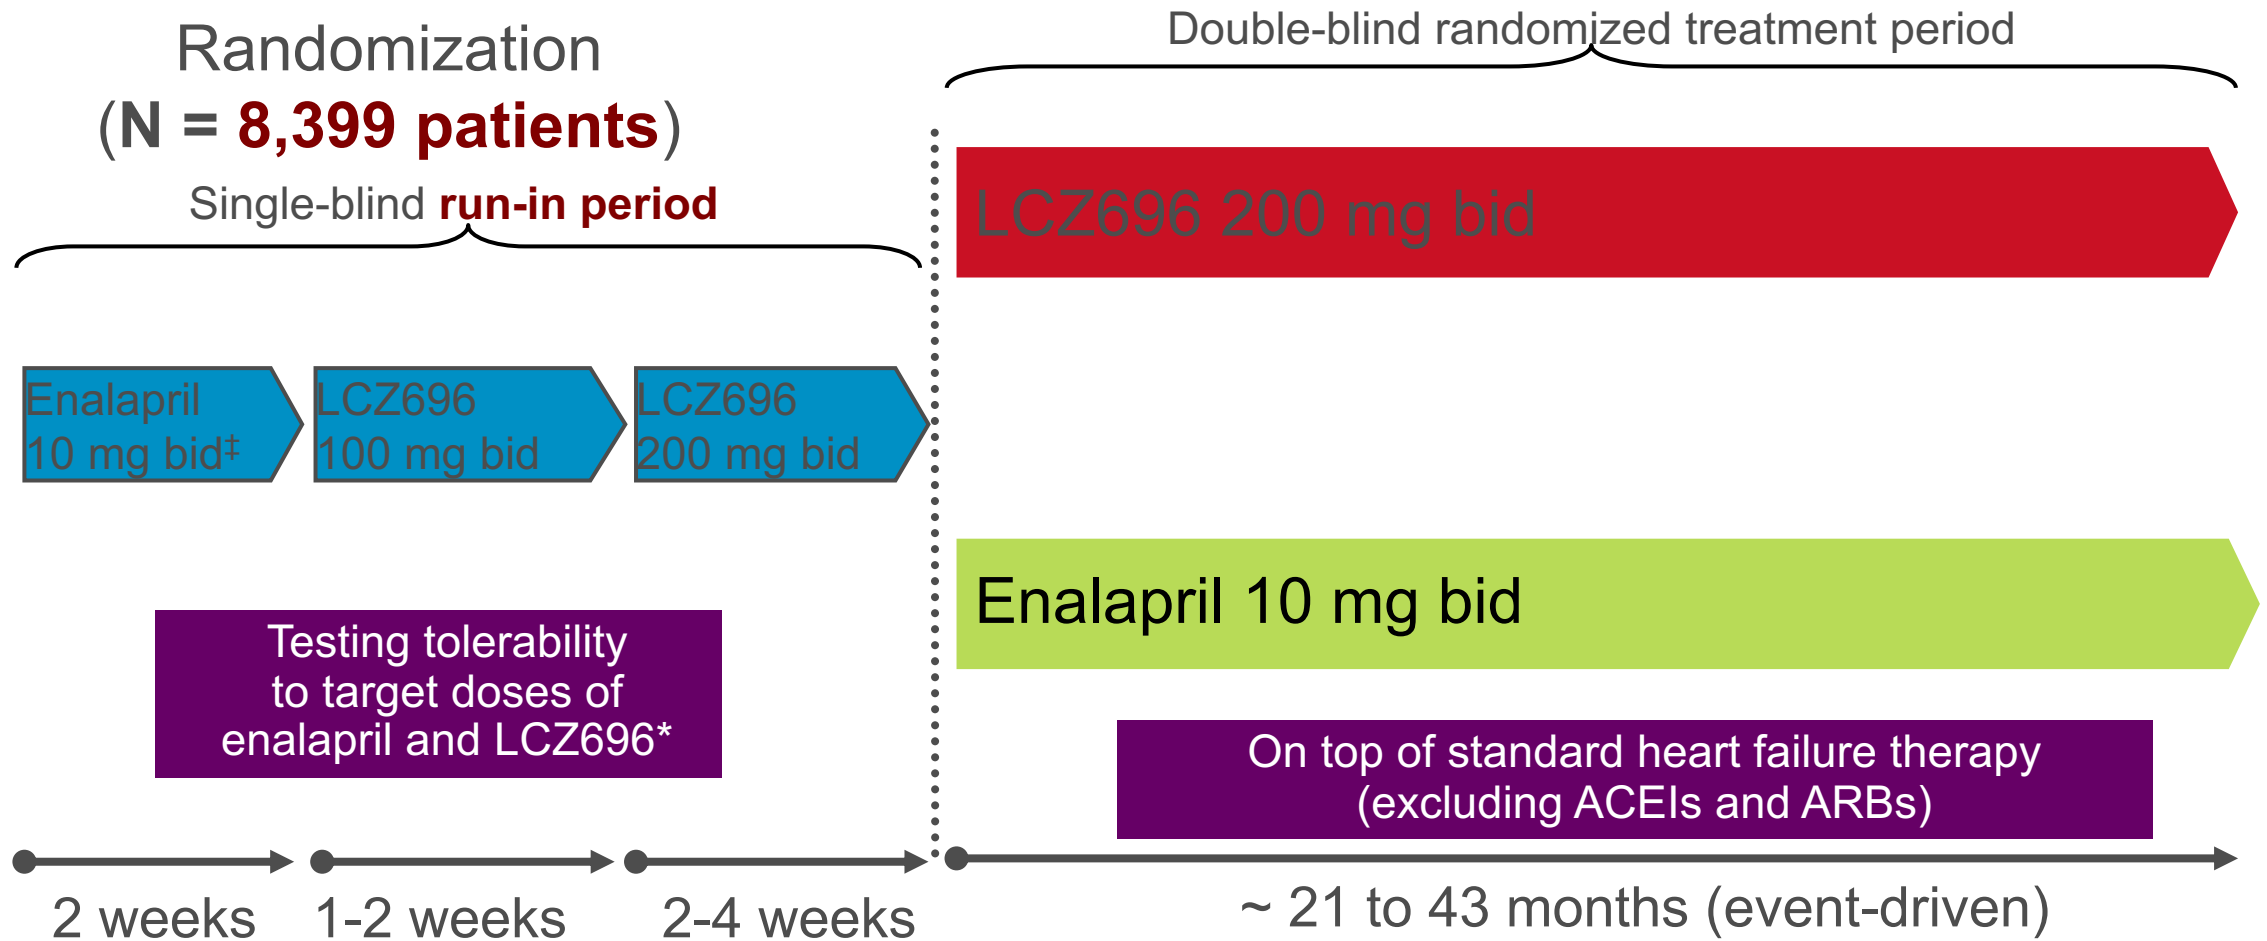 Randomization
(N = 8,399 patients)
Single-blind run-in period
Double-blind randomized treatment period
LCZ696 200 mg bid
Enalapril
10 mg bid‡
LCZ696
100 mg bid
LCZ696
200 mg bid
Enalapril 10 mg bid
Testing tolerability
to target doses of
enalapril and LCZ696*
On top of standard heart failure therapy
(excluding ACEIs and ARBs)
2 weeks
1-2 weeks
2-4 weeks
~ 21 to 43 months (event-driven)